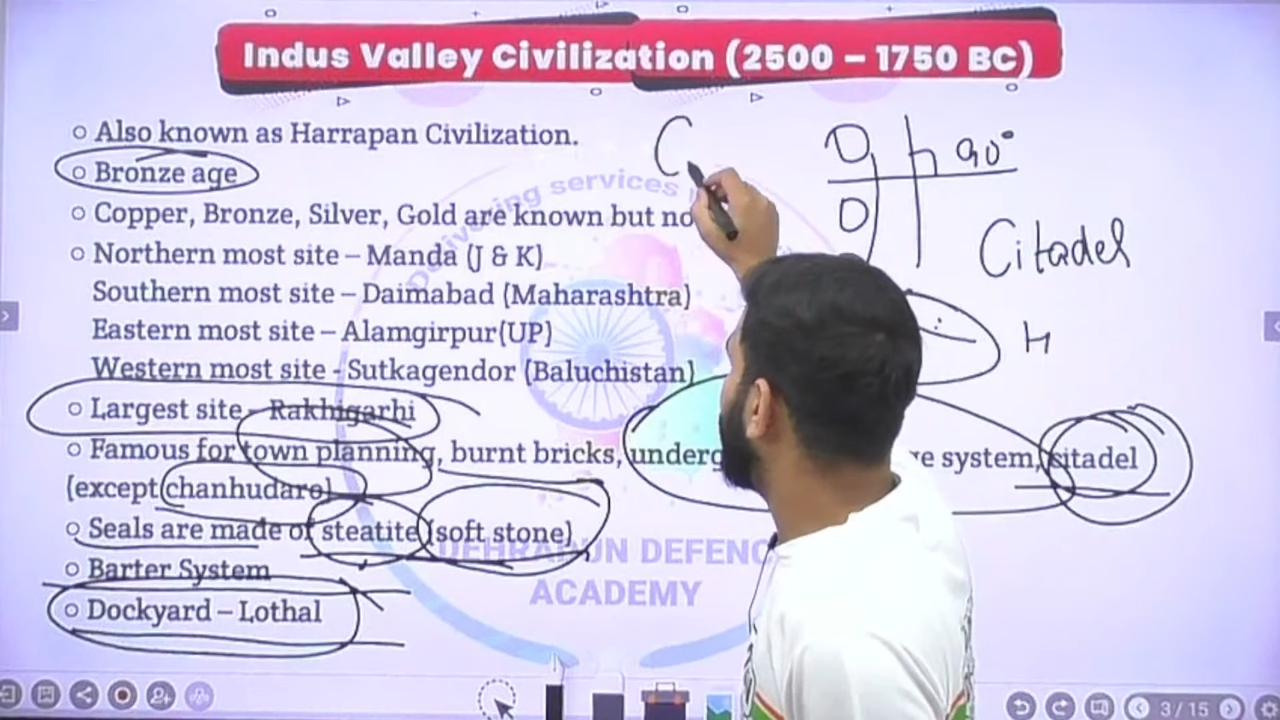 Indus Valley Civilization (2500 – 1750 BC)
○ Also known as Harrapan Civilization.
○ Bronze age
○ Copper, Bronze, Silver, Gold are known but no
○ Northern most site – Manda (J & K)
Southern most site – Daimabad (Maharashtra)
Eastern most site – Alamgirpur(UP)
Western most site - Sutkagendor (Baluchistan)
○ Largest site – Rakhigarhi
○ Famous for town planning, burnt bricks, system, citadel
(except chanhudaro)
○ Seals are made of steatite (soft stone)
○ Barter System
○ Dockyard – Lothal
C
90°
Citadel
H
Delivering services
DEHRADUN DEFENC
ACADEMY
3 / 15